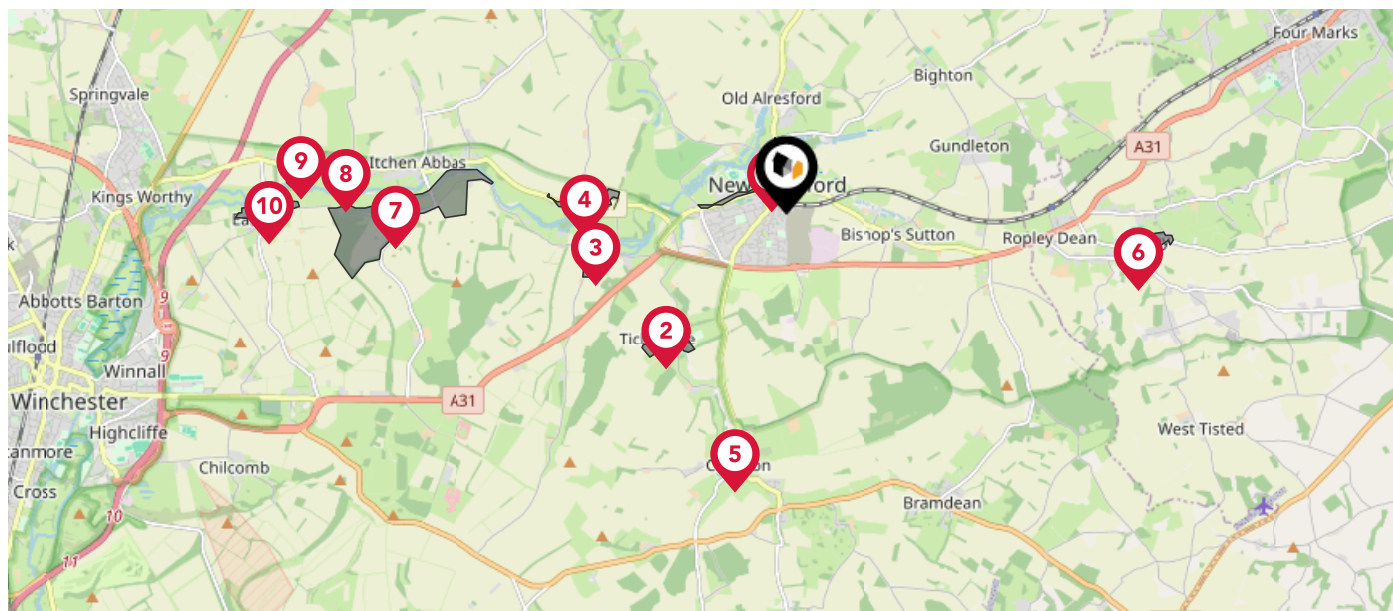 Four Marks
Bighton
Springvale
Old Alresford
Gundleton
A31
9
8
Itchen Abbas
Kings Worthy
10
7
4
3
Bishop's Sutton
Ropley Dean
6
Abbotts Barton
9
2
9
Winnall
Winchester
A31
Highcliffe
West Tisted
5
Chilcomb
Cross
Bramdean
10
11